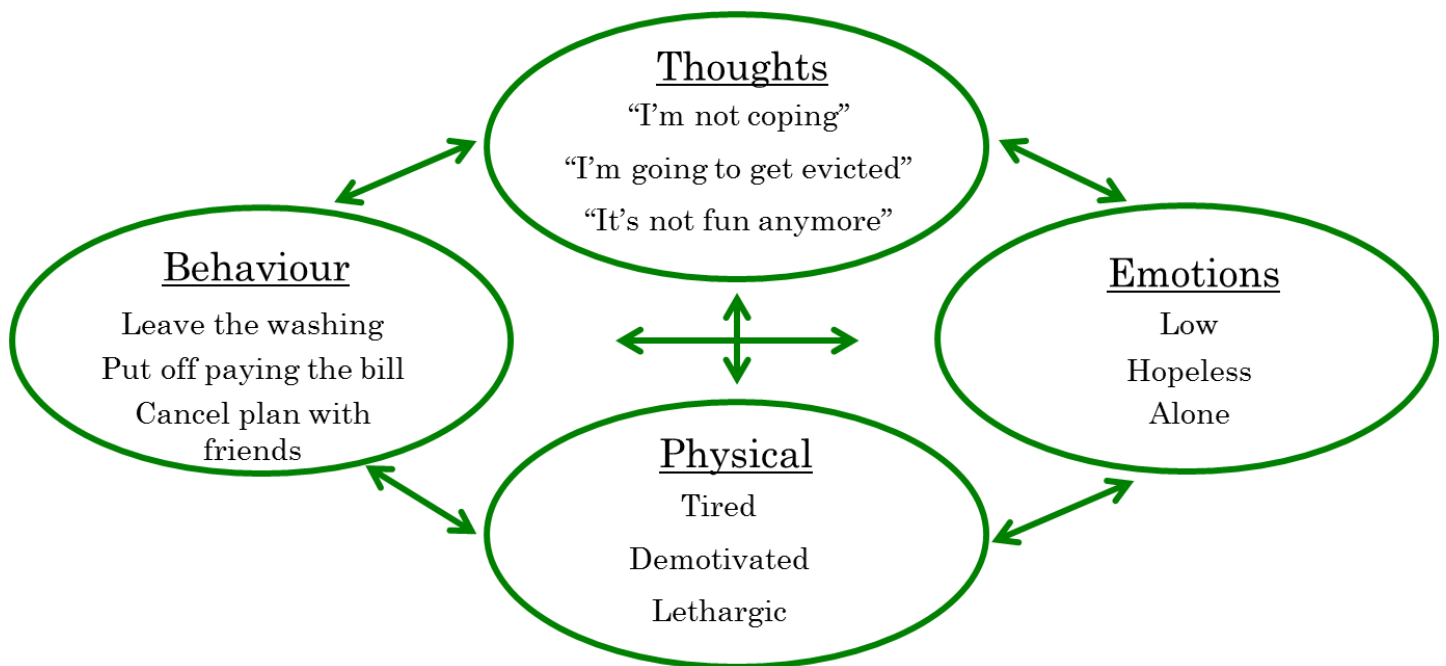 Thoughts
“I’m not coping”
“I’m going to get evicted”
“It’s not fun anymore”
Behaviour
Leave the washing
Put off paying the bill
Cancel plan with
friends
Emotions
Low
Hopeless
Alone
Physical
Tired
Demotivated
Lethargic